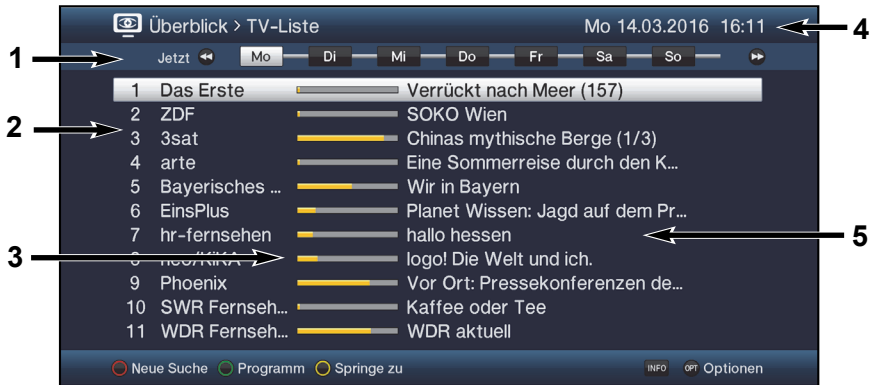 Überblick > TV-Liste Mo 14.03.2016 16:11 4
1 Jetzt Mo Di Mi Do Fr Sa So
1 Das Erste Verrückt nach Meer (157)
2 ZDF SOKO Wien
2
3 3sat Chinas mythische Berge (1/3)
4 arte Eine Sommerreise durch den K...
5 Bayerisches ... Wir in Bayern
6 EinsPlus Planet Wissen: Jagd auf dem Pr...
7 hr-fernsehen hallo hessen 5
3 8 neo/KiKA logo! Die Welt und ich.
9 Phoenix Vor Ort: Pressekonferenzen de...
10 SWR Fernseh... Kaffee oder Tee
11 WDR Fernseh... WDR aktuell
Neue Suche Programm Springe zu INFO OPT Optionen